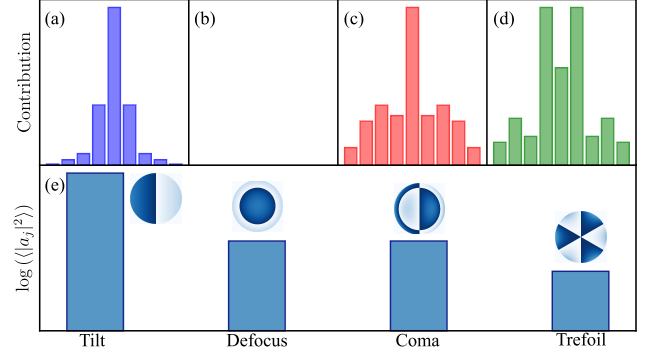 (a)
(b)
(c)
(d)
Contribution
(e)
log (⟨|a_j|^2⟩)
Tilt
Defocus
Coma
Trefoil